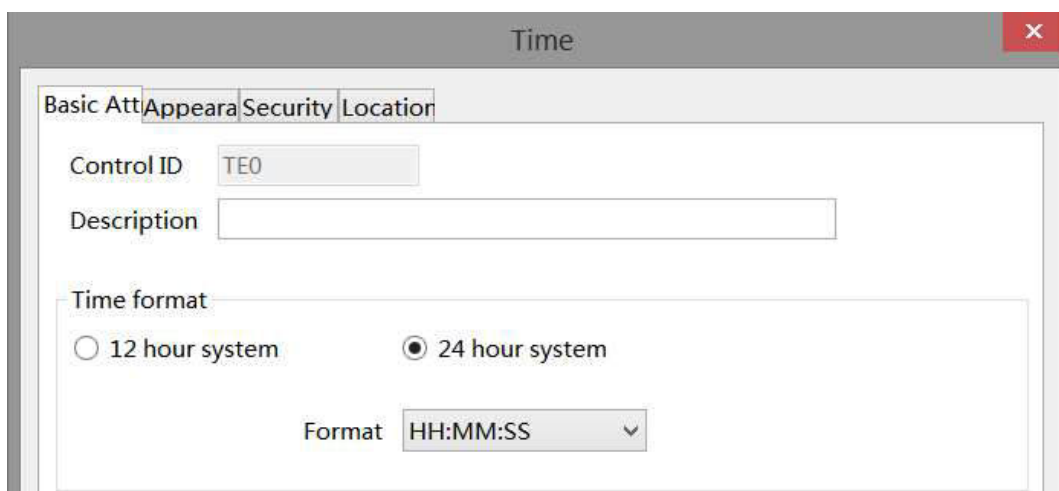 Time
Basic Att Appeara Security Location
Control ID TE0
Description
Time format
12 hour system 24 hour system
Format HH:MM:SS